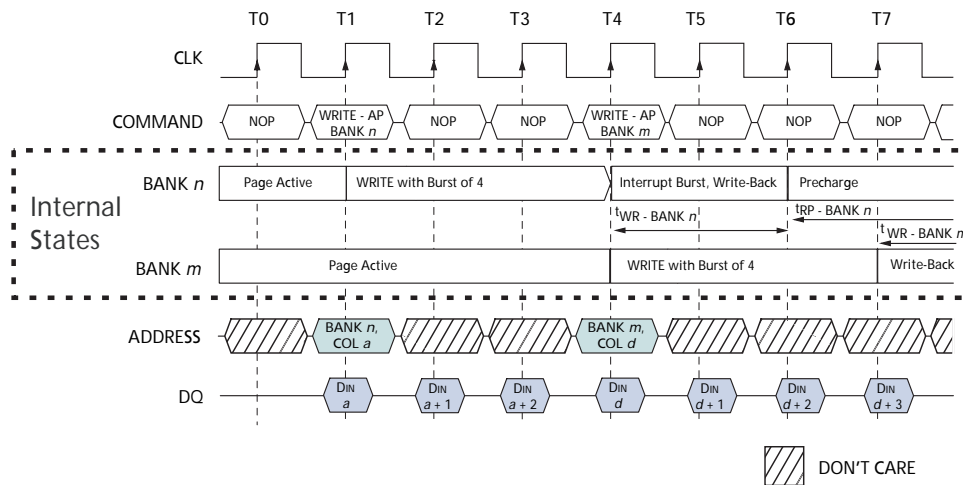 T0 T1 T2 T3 T4 T5 T6 T7
CLK
COMMAND NOP WRITE - AP BANK n NOP NOP WRITE - AP BANK m NOP NOP NOP
Internal States
BANK n Page Active WRITE with Burst of 4 Interrupt Burst, Write-Back Precharge
tWR - BANK n tRP - BANK n
tWR - BANK m
BANK m Page Active WRITE with Burst of 4 Write-Back
ADDRESS BANK n, COL a BANK m, COL d
DQ DIN a DIN a + 1 DIN a + 2 DIN d DIN d + 1 DIN d + 2 DIN d + 3
DON'T CARE